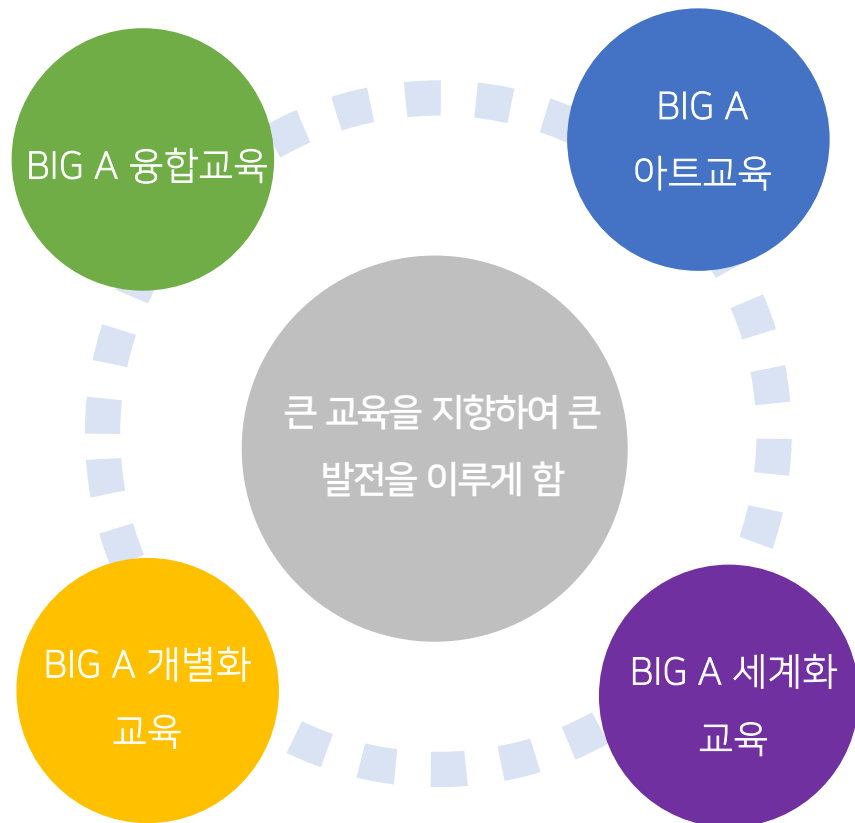 BIG A 융합교육
BIG A
아트교육
큰 교육을 지향하여 큰
발전을 이루게 함
BIG A 개별화
교육
BIG A 세계화
교육